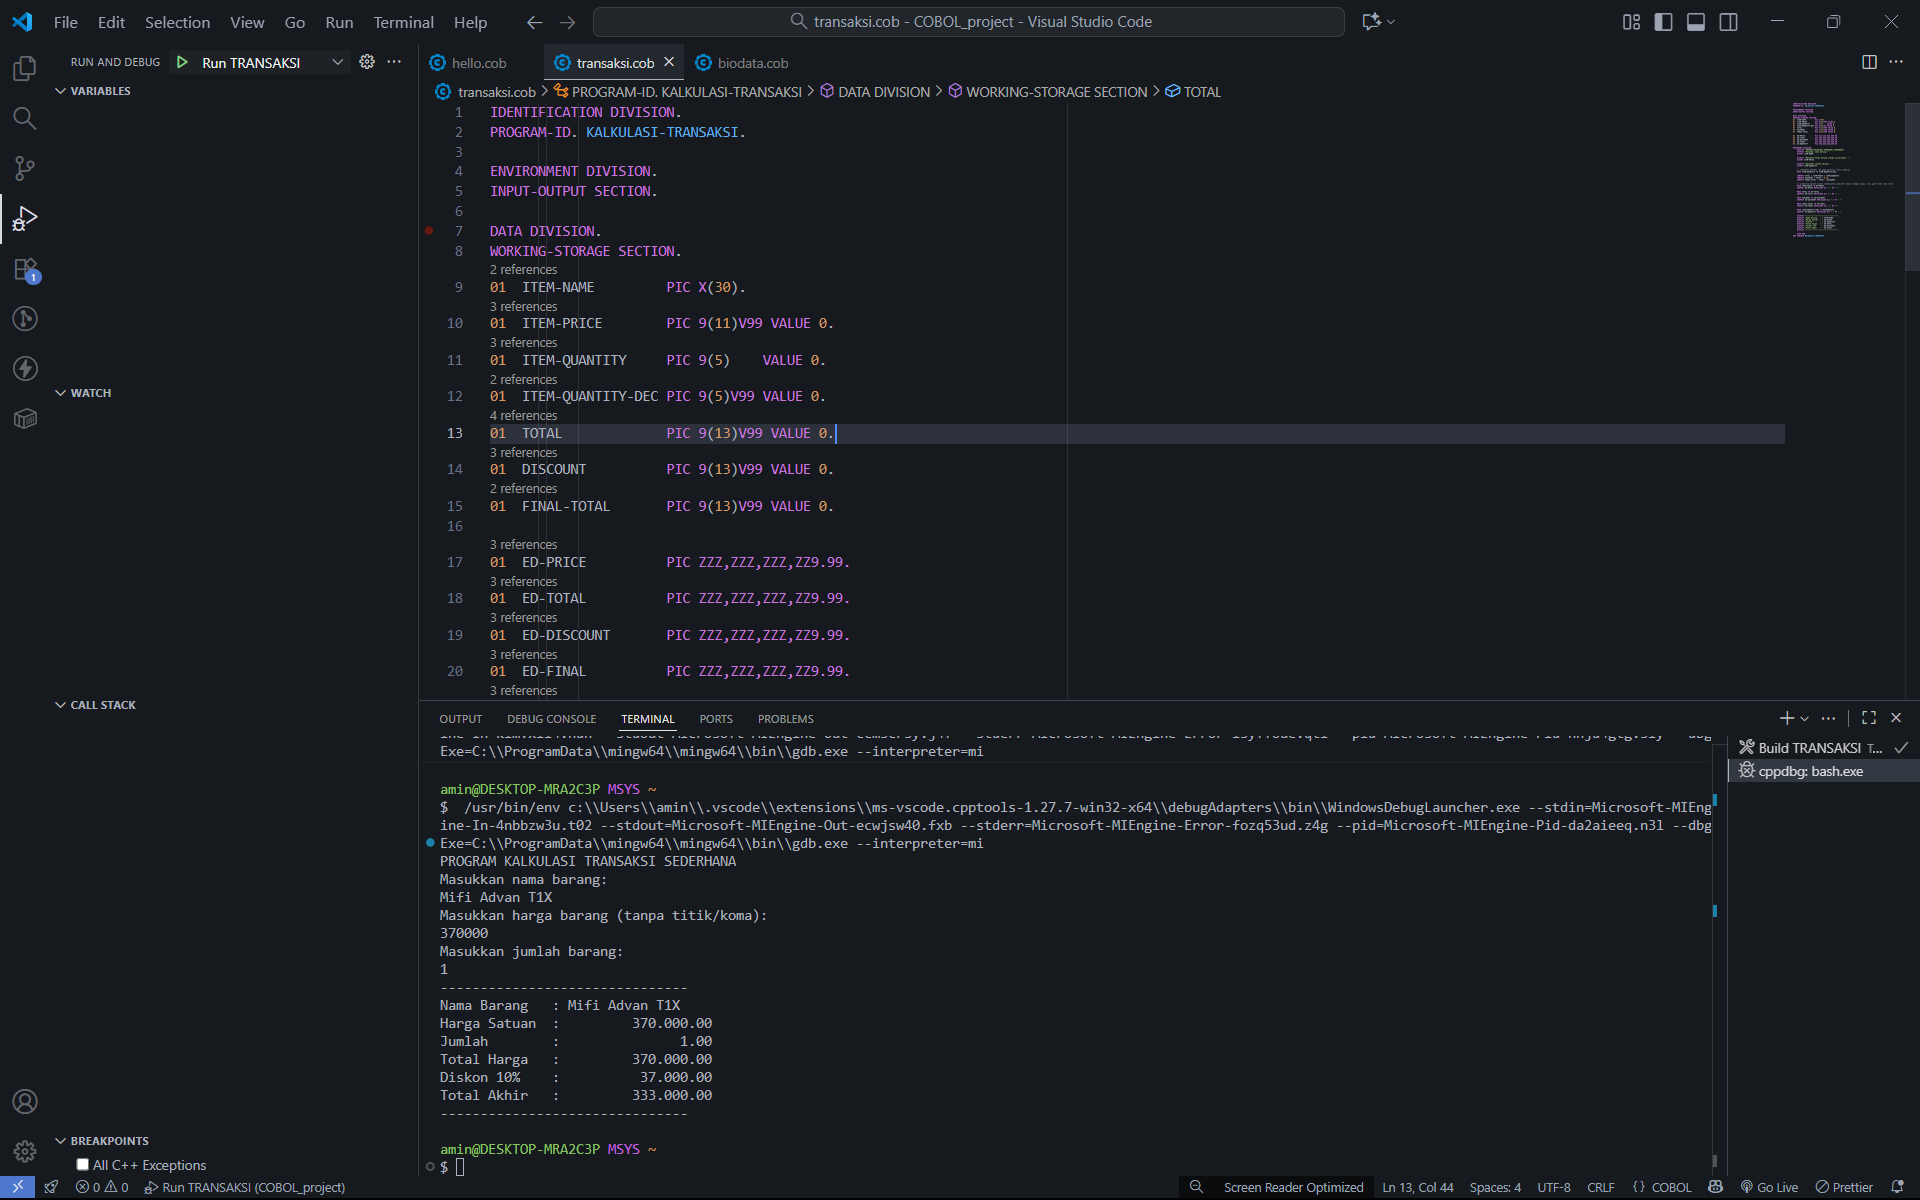 File Edit Selection View Go Run Terminal Help
transaksi.cob - COBOL_project - Visual Studio Code
RUN AND DEBUG Run TRANSAKSI
VARIABLES
WATCH
CALL STACK
BREAKPOINTS
All C++ Exceptions
1
hello.cob transaksi.cob biodata.cob
transaksi.cob > PROGRAM-ID. KALKULASI-TRANSAKSI > DATA DIVISION > WORKING-STORAGE SECTION > TOTAL
1 IDENTIFICATION DIVISION.
2 PROGRAM-ID. KALKULASI-TRANSAKSI.
3
4 ENVIRONMENT DIVISION.
5 INPUT-OUTPUT SECTION.
6
7 DATA DIVISION.
8 WORKING-STORAGE SECTION.
2 references
9 01 ITEM-NAME PIC X(30).
3 references
10 01 ITEM-PRICE PIC 9(11)V99 VALUE 0.
3 references
11 01 ITEM-QUANTITY PIC 9(5) VALUE 0.
2 references
12 01 ITEM-QUANTITY-DEC PIC 9(5)V99 VALUE 0.
4 references
13 01 TOTAL PIC 9(13)V99 VALUE 0.
3 references
14 01 DISCOUNT PIC 9(13)V99 VALUE 0.
2 references
15 01 FINAL-TOTAL PIC 9(13)V99 VALUE 0.
16
3 references
17 01 ED-PRICE PIC ZZZ,ZZZ,ZZZ,ZZ9.99.
3 references
18 01 ED-TOTAL PIC ZZZ,ZZZ,ZZZ,ZZ9.99.
3 references
19 01 ED-DISCOUNT PIC ZZZ,ZZZ,ZZZ,ZZ9.99.
3 references
20 01 ED-FINAL PIC ZZZ,ZZZ,ZZZ,ZZ9.99.
3 references
OUTPUT DEBUG CONSOLE TERMINAL PORTS PROBLEMS
Exe=C:\\ProgramData\\mingw64\\mingw64\\bin\\gdb.exe --interpreter=mi
amin@DESKTOP-MRA2C3P MSYS ~
$ /usr/bin/env c:\\Users\\amin\\.vscode\\extensions\\ms-vscode.cpptools-1.27.7-win32-x64\\debugAdapters\\bin\\WindowsDebugLauncher.exe --stdin=Microsoft-MIEng
ine-In-4nbbzw3u.t02 --stdout=Microsoft-MIEngine-Out-ecwjsw40.fxb --stderr=Microsoft-MIEngine-Error-fozq53ud.z4g --pid=Microsoft-MIEngine-Pid-da2aieeq.n3l --dbg
Exe=C:\\ProgramData\\mingw64\\mingw64\\bin\\gdb.exe --interpreter=mi
PROGRAM KALKULASI TRANSAKSI SEDERHANA
Masukkan nama barang:
Mifi Advan T1X
Masukkan harga barang (tanpa titik/koma):
370000
Masukkan jumlah barang:
1
-------------------------------
Nama Barang : Mifi Advan T1X
Harga Satuan : 370.000.00
Jumlah : 1.00
Total Harga : 370.000.00
Diskon 10% : 37.000.00
Total Akhir : 333.000.00
-------------------------------
amin@DESKTOP-MRA2C3P MSYS ~
$
Build TRANSAKSI T...
cppdbg: bash.exe
0 0 Run TRANSAKSI (COBOL_project) Screen Reader Optimized Ln 13, Col 44 Spaces: 4 UTF-8 CRLF {} COBOL Go Live Prettier